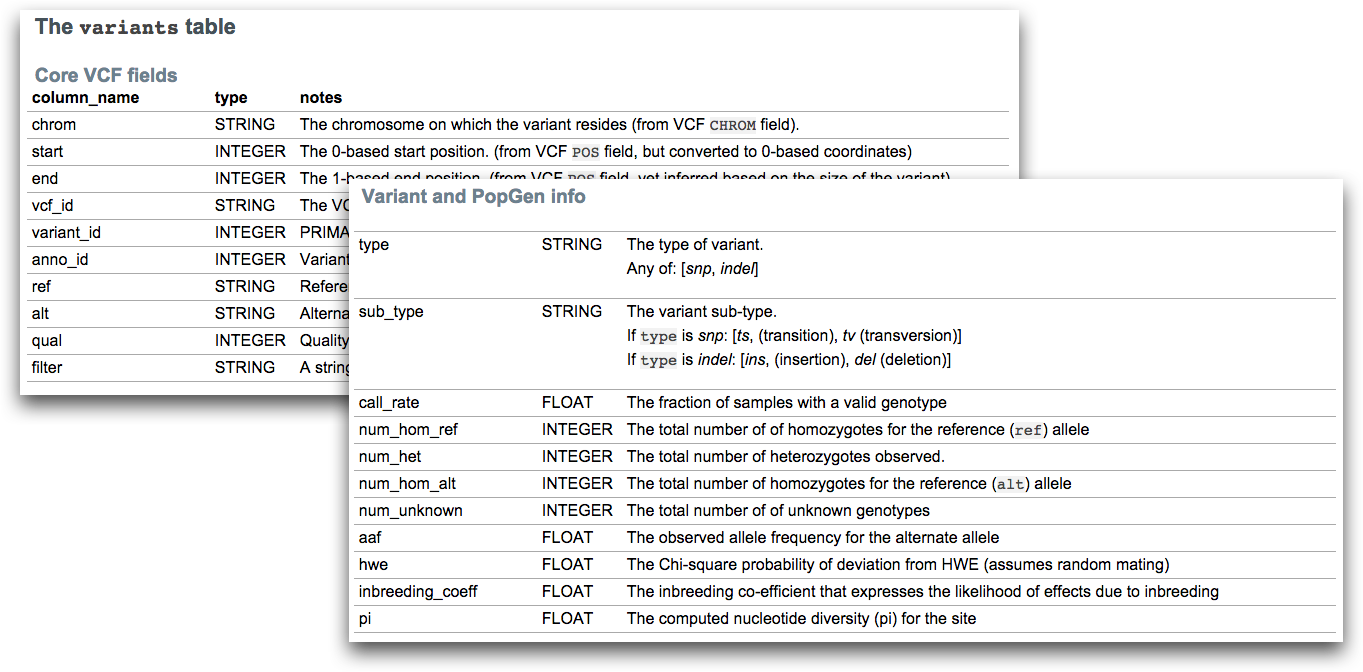 The variants table
Core VCF fields
column_name type notes
chrom STRING The chromosome on which the variant resides (from VCF CHROM field).
start INTEGER The 0-based start position. (from VCF POS field, but converted to 0-based coordinates)
end INTEGER The 1-based end position. (from VCF POS field, yet inferred based on the size of the variant)
vcf_id STRING The
variant_id INTEGER
anno_id INTEGER Variant
ref STRING
alt STRING
qual INTEGER Quality
filter STRING A string
Variant and PopGen info
type STRING The type of variant.
Any of: [snp, indel]
sub_type STRING The variant sub-type.
If type is snp: [ts, (transition), tv (transversion)]
If type is indel: [ins, (insertion), del (deletion)]
call_rate FLOAT The fraction of samples with a valid genotype
num_hom_ref INTEGER The total number of of homozygotes for the reference (ref) allele
num_het INTEGER The total number of heterozygotes observed.
num_hom_alt INTEGER The total number of homozygotes for the reference (alt) allele
num_unknown INTEGER The total number of of unknown genotypes
aaf FLOAT The observed allele frequency for the alternate allele
hwe FLOAT The Chi-square probability of deviation from HWE (assumes random mating)
inbreeding_coeff FLOAT The inbreeding co-efficient that expresses the likelihood of effects due to inbreeding
pi FLOAT The computed nucleotide diversity (pi) for the site